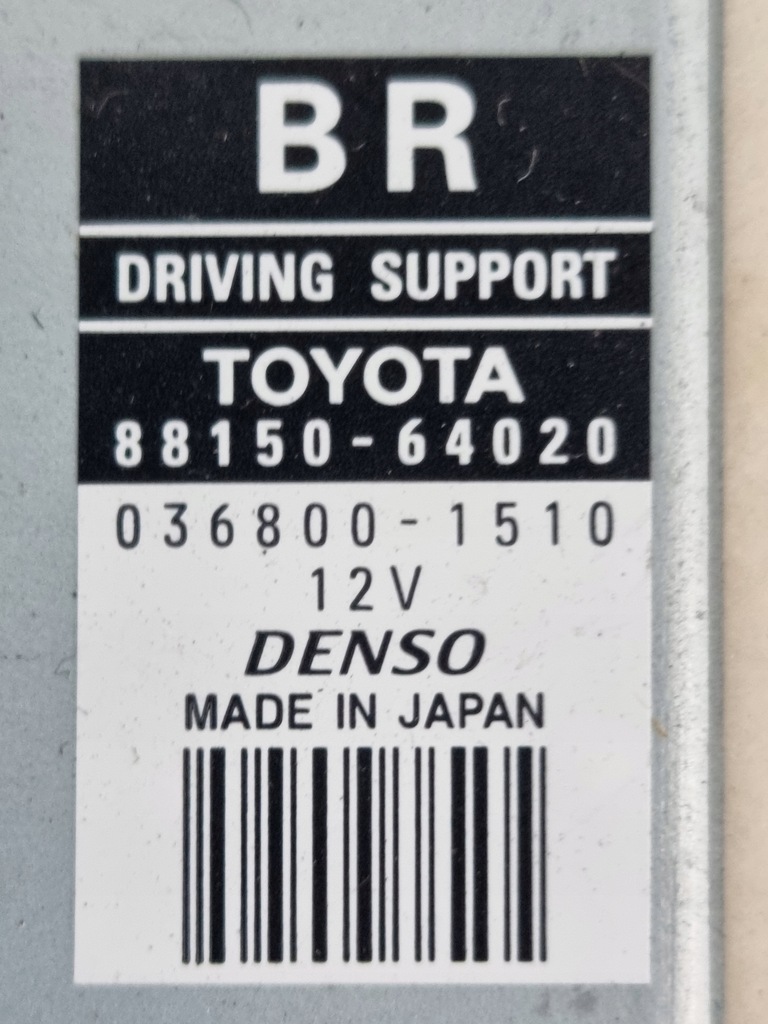 BR
DRIVING SUPPORT
TOYOTA
88150-64020
036800-1510
12V
DENSO
MADE IN JAPAN